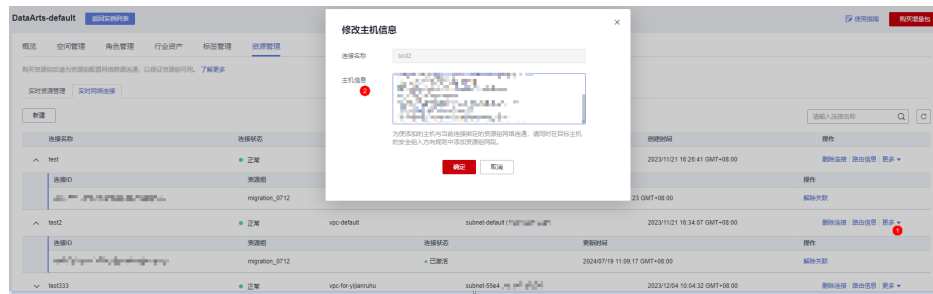 DataArts-default 返回实例列表 使用指南 购买增量包
概览 空间管理 角色管理 行业资产 标签管理 资源管理
购买资源组后请为资源组配置网络跨源连通，以保证资源组可用。 了解更多
实时资源管理 实时网络连接
新建 请输入连接名称
连接名称 连接状态 创建时间 操作
test 正常 2023/11/21 16:26:41 GMT+08:00 删除连接 路由信息 更多
连接ID 资源组 操作
migration_0712 :23 GMT+08:00 解除关联
test2 正常 vpc-default subnet-default 2023/11/21 16:34:07 GMT+08:00 删除连接 路由信息 更多
1
连接ID 资源组 连接状态 更新时间 操作
migration_0712 已激活 2024/07/19 11:09:17 GMT+08:00 解除关联
test333 正常 vpc-for-yijianruhu subnet-55e4 2023/12/04 10:04:32 GMT+08:00 删除连接 路由信息 更多
修改主机信息
连接名称 test2
主机信息
2
为使添加的主机与当前连接绑定的资源组网络连通，请同时在目标主机
的安全组入方向规则中添加资源组网段。
确定 取消